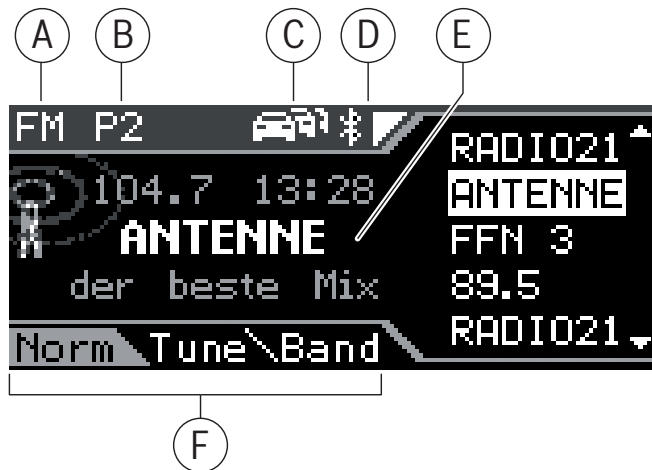 A B C D E
FM P2
104.7 13:28
ANTENNE
der beste Mix
Norm Tune Band
RADIO21
ANTENNE
FFN 3
89.5
RADIO21
F